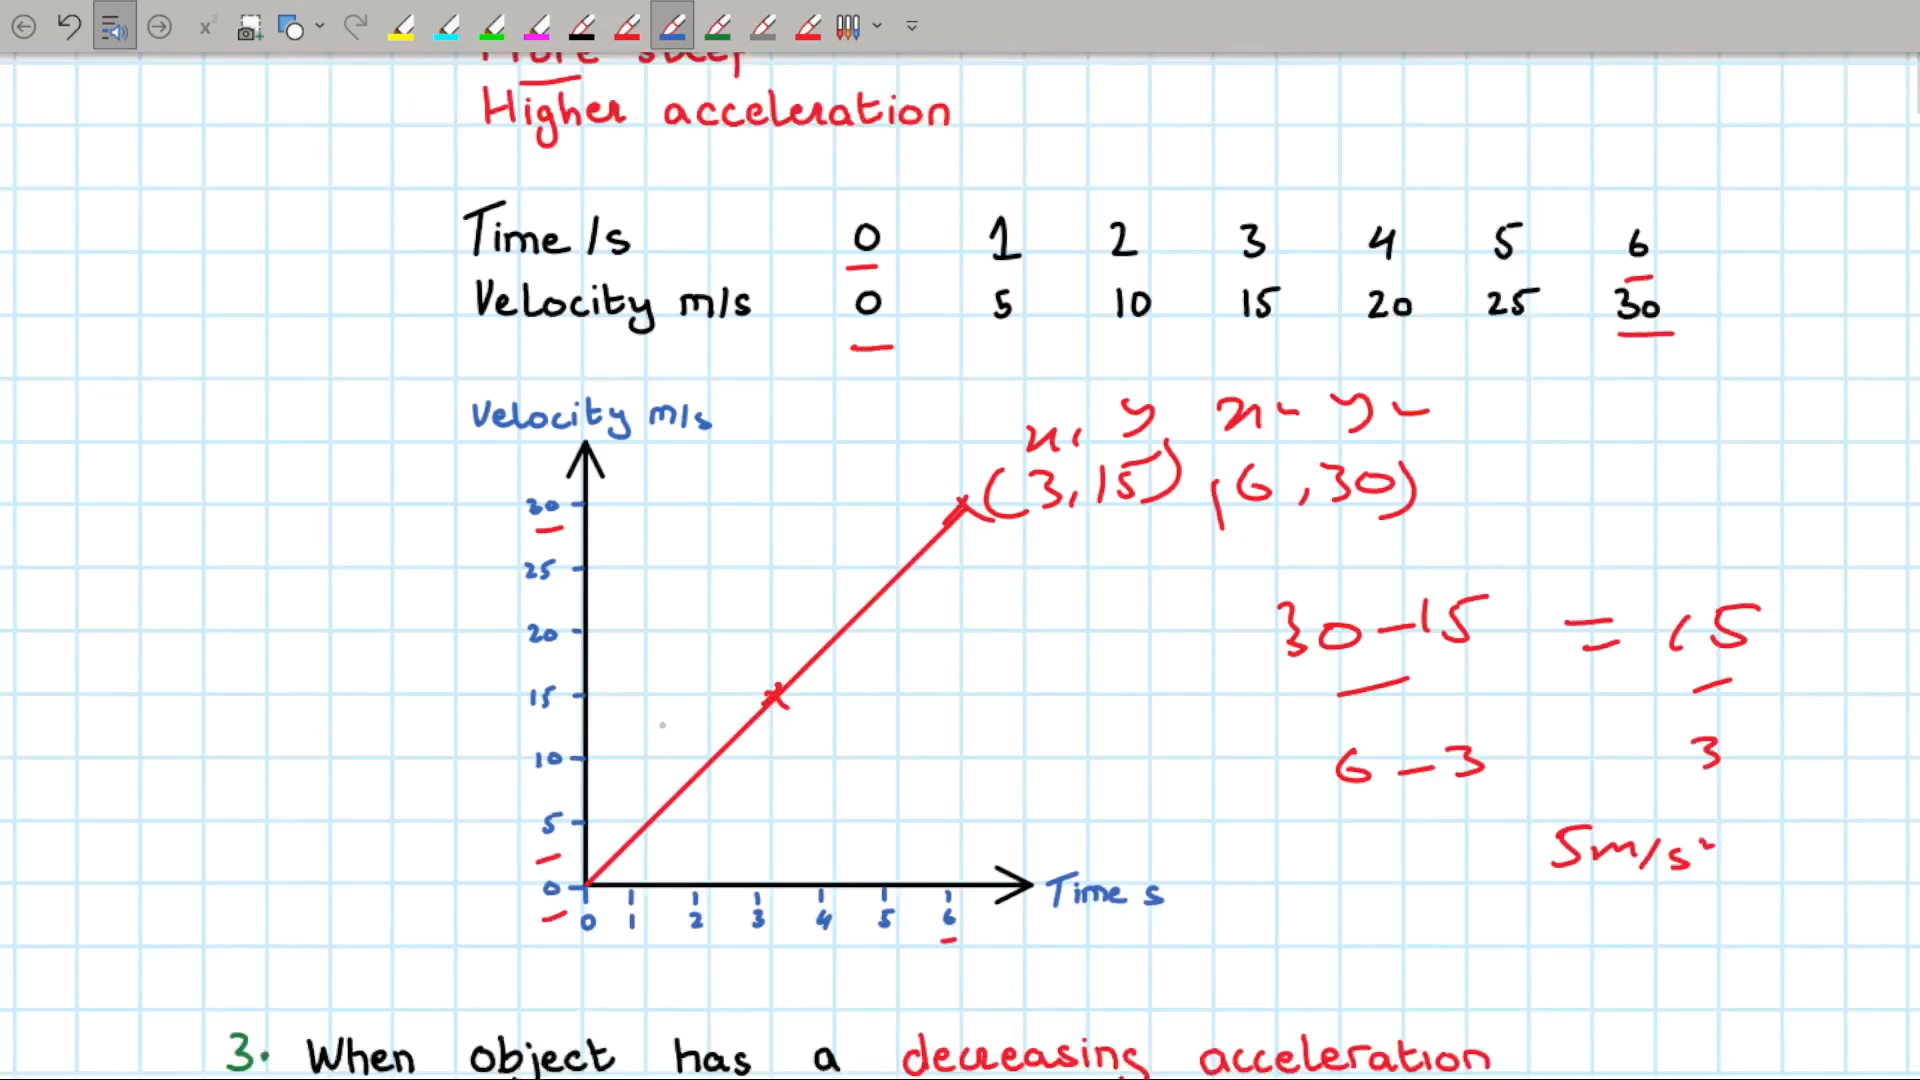 More steep
Higher acceleration
Time /s 0 1 2 3 4 5 6
Velocity m/s 0 5 10 15 20 25 30
Velocity m/s
x₁ y x₂ y₂
(3,15) (6,30)
30
25
20
15
10
5
0
0 1 2 3 4 5 6
Time s
30-15 = 15
6-3 3
5m/s²
3. When object has a decreasing acceleration